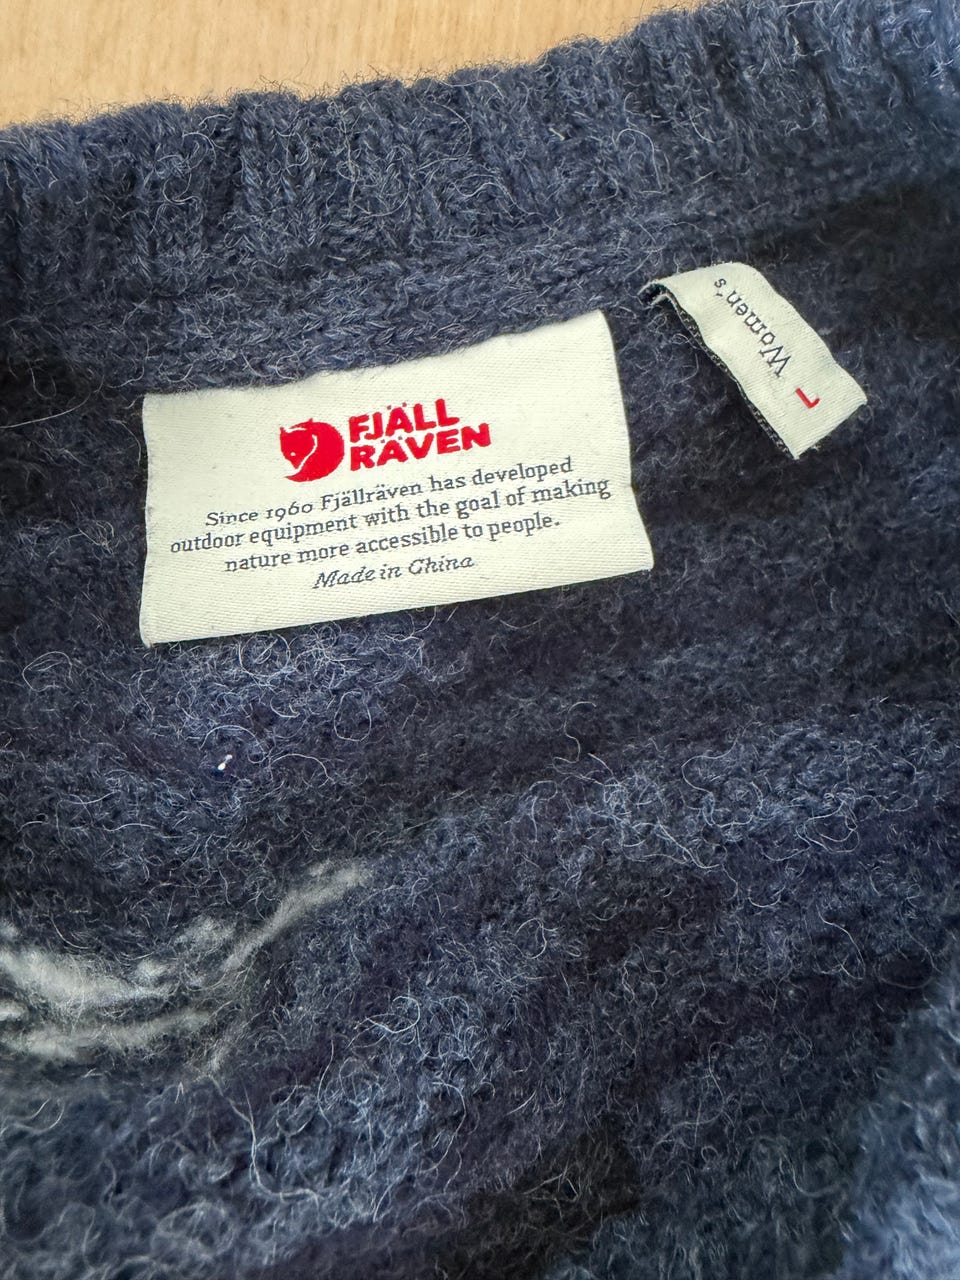 FJÄLL
RÄVEN
Since 1960 Fjällräven has developed
outdoor equipment with the goal of making
nature more accessible to people.
Made in China
Women's
L